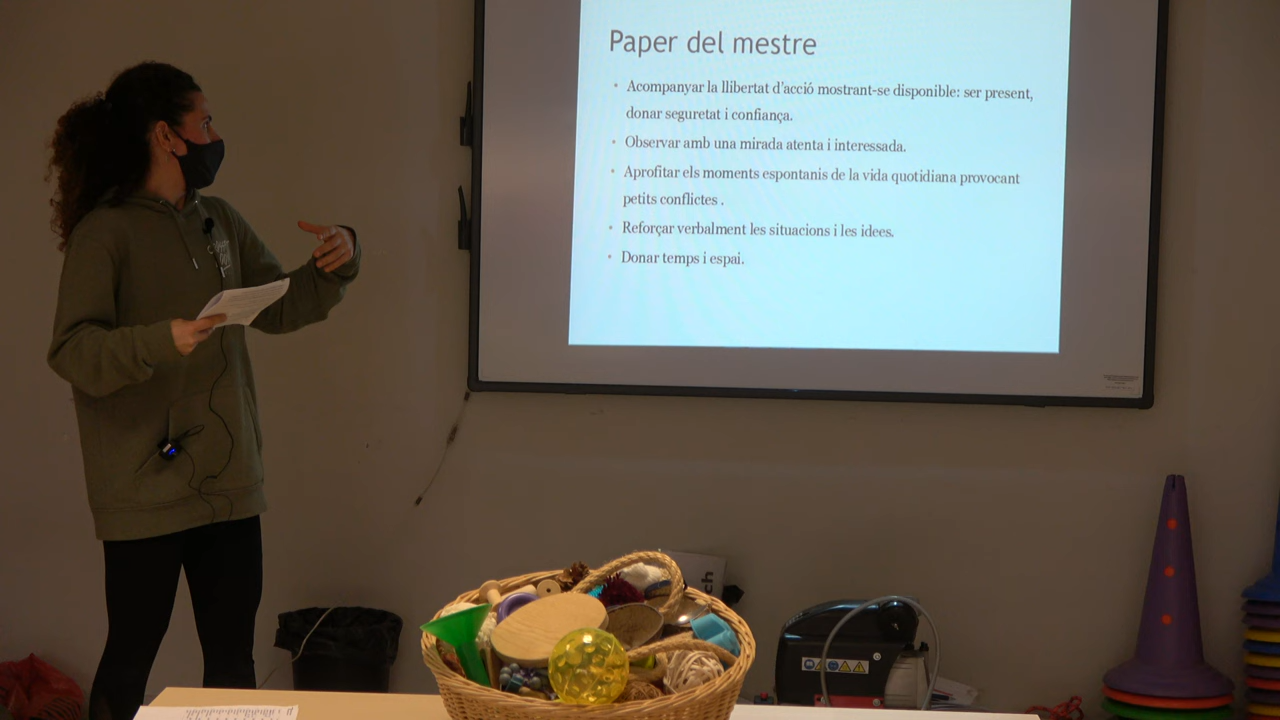 Paper del mestre
• Acompanyar la llibertat d'acció mostrant-se disponible: ser present,
donar seguretat i confiança.
• Observar amb una mirada atenta i interessada.
• Aprofitar els moments espontanis de la vida quotidiana provocant
petits conflictes .
• Reforçar verbalment les situacions i les idees.
• Donar temps i espai.